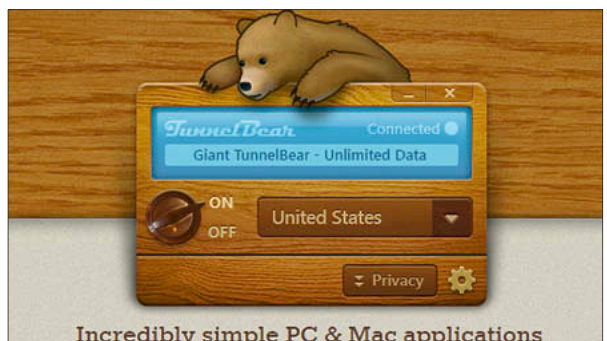 TunnelBear Connected
Giant TunnelBear - Unlimited Data
ON
OFF
United States
Privacy
Incredibly simple PC & Mac applications